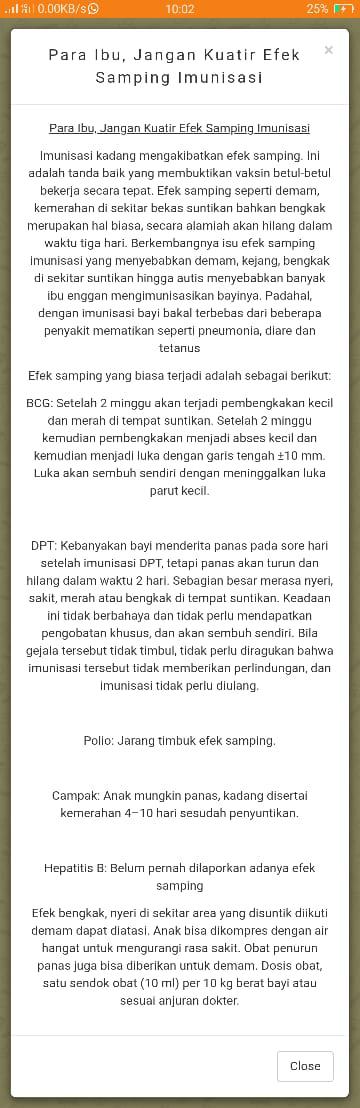 0.00KB/s 10:02 25%
Para Ibu, Jangan Kuatir Efek
Samping Imunisasi
×
Para Ibu, Jangan Kuatir Efek Samping Imunisasi
Imunisasi kadang mengakibatkan efek samping. Ini
adalah tanda baik yang membuktikan vaksin betul-betul
bekerja secara tepat. Efek samping seperti demam,
kemerahan di sekitar bekas suntikan bahkan bengkak
merupakan hal biasa, secara alamiah akan hilang dalam
waktu tiga hari. Berkembangnya isu efek samping
imunisasi yang menyebabkan demam, kejang, bengkak
di sekitar suntikan hingga autis menyebabkan banyak
ibu enggan mengimunisasikan bayinya. Padahal,
dengan imunisasi bayi bakal terbebas dari beberapa
penyakit mematikan seperti pneumonia, diare dan
tetanus
Efek samping yang biasa terjadi adalah sebagai berikut:
BCG: Setelah 2 minggu akan terjadi pembengkakan kecil
dan merah di tempat suntikan. Setelah 2 minggu
kemudian pembengkakan menjadi abses kecil dan
kemudian menjadi luka dengan garis tengah ±10 mm.
Luka akan sembuh sendiri dengan meninggalkan luka
parut kecil.
DPT: Kebanyakan bayi menderita panas pada sore hari
setelah imunisasi DPT, tetapi panas akan turun dan
hilang dalam waktu 2 hari. Sebagian besar merasa nyeri,
sakit, merah atau bengkak di tempat suntikan. Keadaan
ini tidak berbahaya dan tidak perlu mendapatkan
pengobatan khusus, dan akan sembuh sendiri. Bila
gejala tersebut tidak timbul, tidak perlu diragukan bahwa
imunisasi tersebut tidak memberikan perlindungan, dan
imunisasi tidak perlu diulang.
Polio: Jarang timbuk efek samping.
Campak: Anak mungkin panas, kadang disertai
kemerahan 4–10 hari sesudah penyuntikan.
Hepatitis B: Belum pernah dilaporkan adanya efek
samping
Efek bengkak, nyeri di sekitar area yang disuntik diikuti
demam dapat diatasi. Anak bisa dikompres dengan air
hangat untuk mengurangi rasa sakit. Obat penurun
panas juga bisa diberikan untuk demam. Dosis obat,
satu sendok obat (10 ml) per 10 kg berat bayi atau
sesuai anjuran dokter.
Close